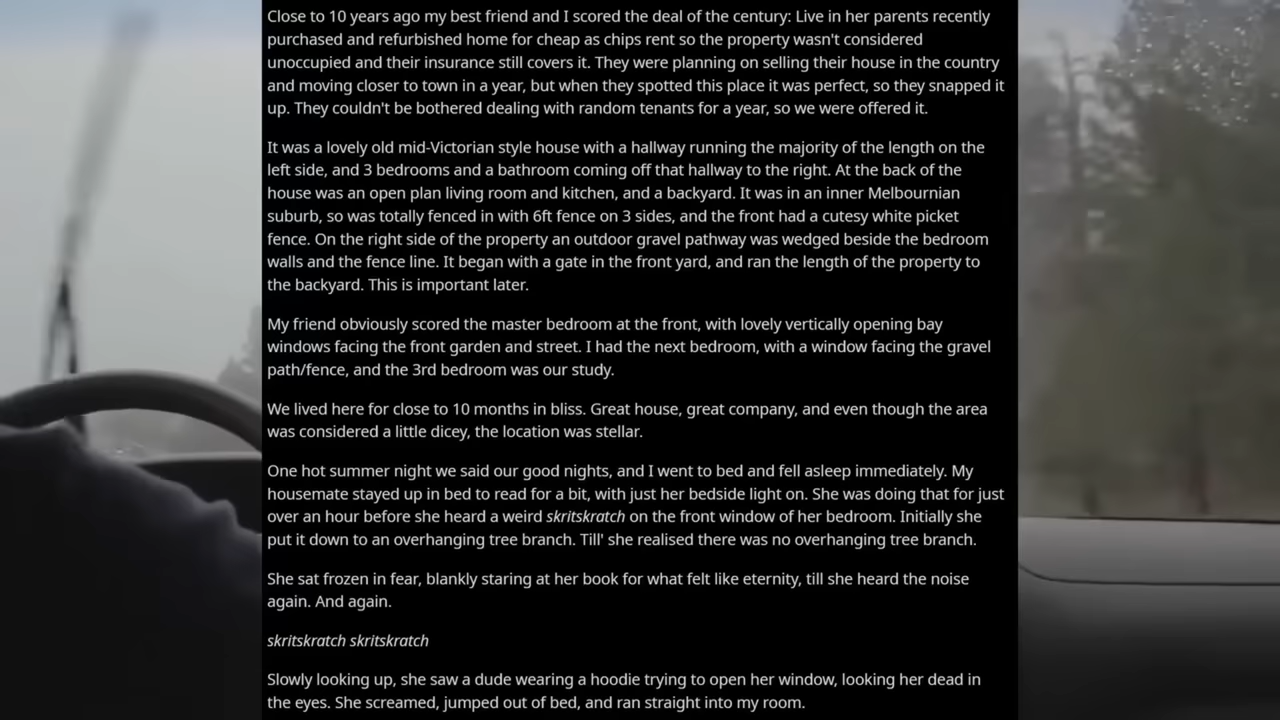 Close to 10 years ago my best friend and I scored the deal of the century: Live in her parents recently
purchased and refurbished home for cheap as chips rent so the property wasn't considered
unoccupied and their insurance still covers it. They were planning on selling their house in the country
and moving closer to town in a year, but when they spotted this place it was perfect, so they snapped it
up. They couldn't be bothered dealing with random tenants for a year, so we were offered it.
It was a lovely old mid-Victorian style house with a hallway running the majority of the length on the
left side, and 3 bedrooms and a bathroom coming off that hallway to the right. At the back of the
house was an open plan living room and kitchen, and a backyard. It was in an inner Melbournian
suburb, so was totally fenced in with 6ft fence on 3 sides, and the front had a cutesy white picket
fence. On the right side of the property an outdoor gravel pathway was wedged beside the bedroom
walls and the fence line. It began with a gate in the front yard, and ran the length of the property to
the backyard. This is important later.
My friend obviously scored the master bedroom at the front, with lovely vertically opening bay
windows facing the front garden and street. I had the next bedroom, with a window facing the gravel
path/fence, and the 3rd bedroom was our study.
We lived here for close to 10 months in bliss. Great house, great company, and even though the area
was considered a little dicey, the location was stellar.
One hot summer night we said our good nights, and I went to bed and fell asleep immediately. My
housemate stayed up in bed to read for a bit, with just her bedside light on. She was doing that for just
over an hour before she heard a weird skritskratch on the front window of her bedroom. Initially she
put it down to an overhanging tree branch. Till' she realised there was no overhanging tree branch.
She sat frozen in fear, blankly staring at her book for what felt like eternity, till she heard the noise
again. And again.
skritskratch skritskratch
Slowly looking up, she saw a dude wearing a hoodie trying to open her window, looking her dead in
the eyes. She screamed, jumped out of bed, and ran straight into my room.